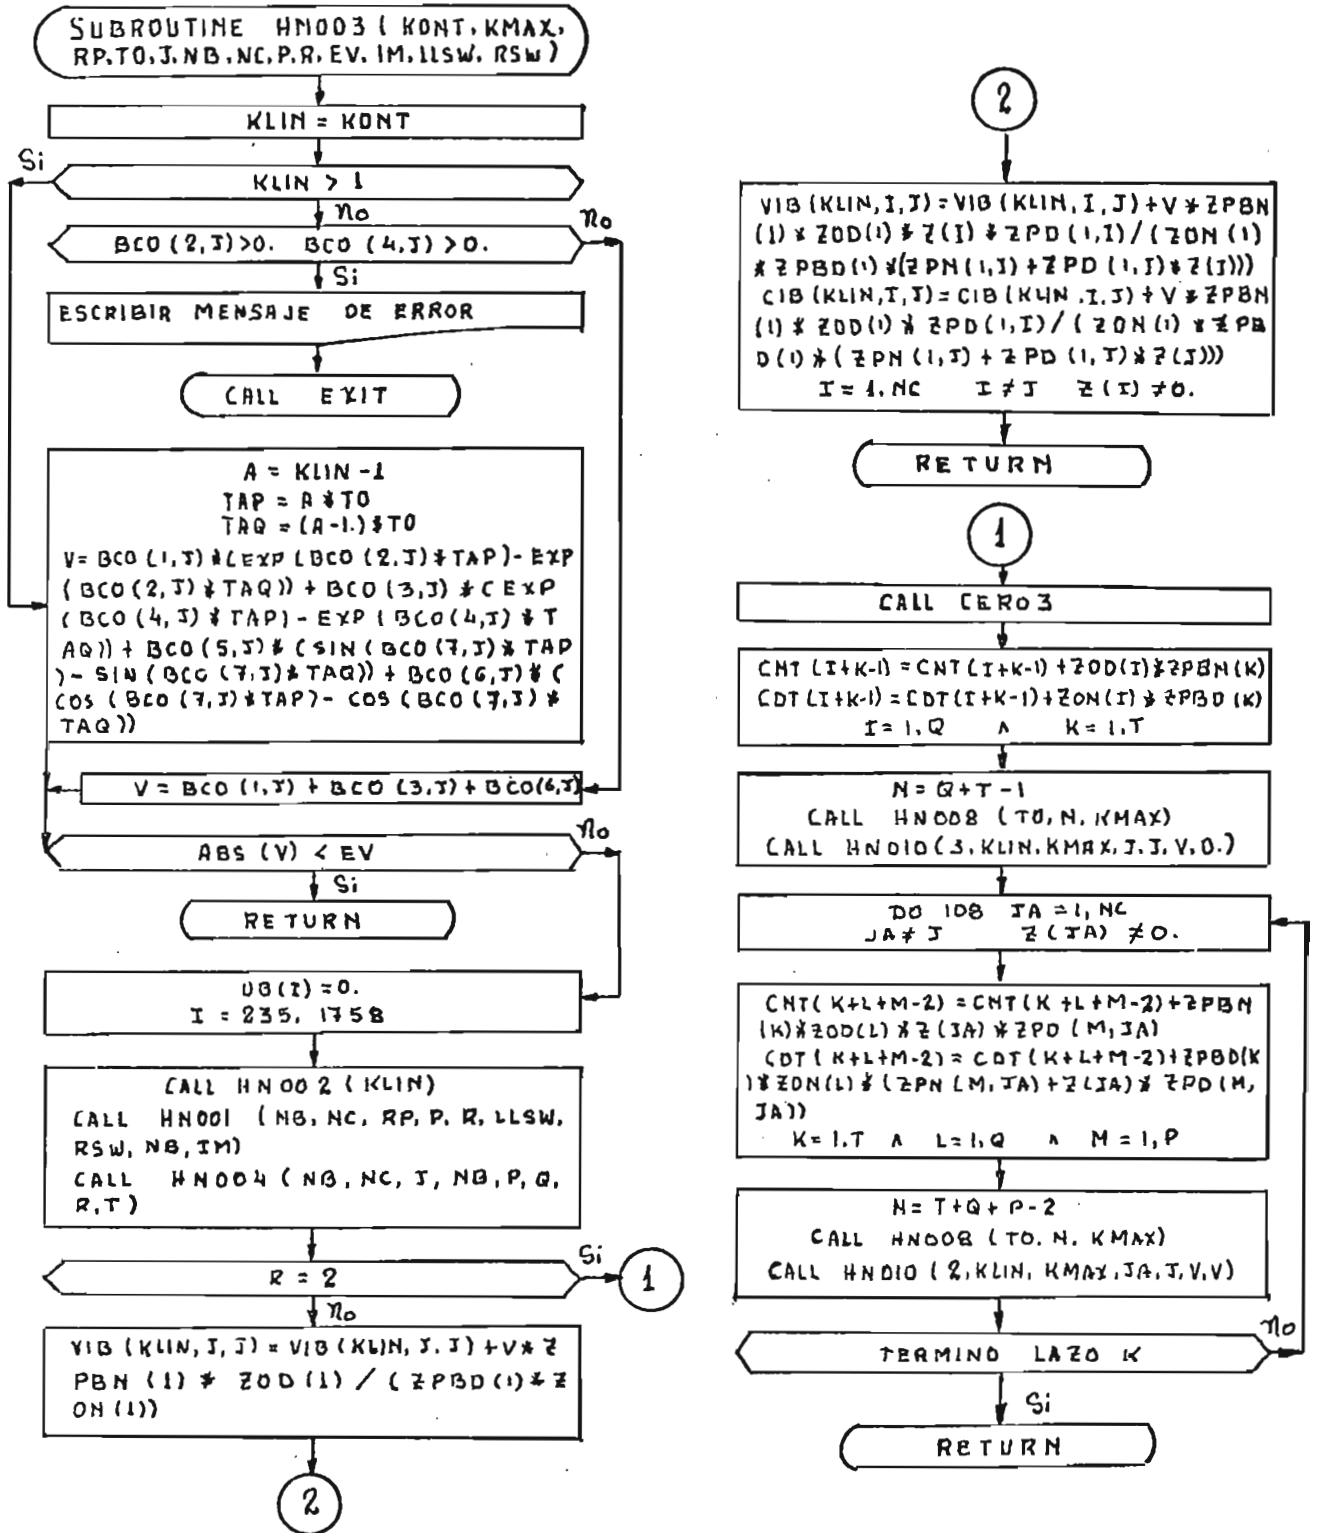 SUBROUTINE HN003 ( KONT, KMAX,
RP, TO, J, NB, NC, P, R, EV, IM, LLSW, RSW )
KLIN = KONT
Si
KLIN > 1
no
BCO (2,J) >0. BCO (4,J) >0.
no
Si
ESCRIBIR MENSAJE DE ERROR
CALL EXIT
A = KLIN -1
TAP = A * TO
TAQ = (A-1.) * TO
V= BCO (1,J) * (EXP (BCO (2,J) * TAP) - EXP
(BCO (2,J) * TAQ)) + BCO (3,J) * (EXP
(BCO (4,J) * TAP) - EXP (BCO (4,J) * T
AQ)) + BCO (5,J) * (SIN (BCO (7,J) * TAP
) - SIN (BCO (7,J) * TAQ)) + BCO (6,J) * (
COS (BCO (7,J) * TAP) - COS (BCO (7,J) *
TAQ))
V = BCO (1,J) + BCO (3,J) + BCO(6,J)
ABS (V) < EV
no
Si
RETURN
UB(I) = 0.
I = 235, 1758
CALL HN002 (KLIN)
CALL HN001 (NB, NC, RP, P, R, LLSW,
RSW, NB, IM)
CALL HN004 ( NB, NC, J, NB, P, Q,
R, T )
R = 2
Si
1
no
VIB (KLIN, J, J) = VIB (KLIN, J, J) + V * Z
PBN (1) * ZOD (1) / ( ZPBD (1) * Z
ON (1))
2
2
VIB (KLIN, I, J) = VIB (KLIN, I, J) + V * ZPBN
(1) * ZOD(1) * Z(I) * ZPD (1,I) / (ZON (1)
* ZPBD(1) * (ZPN (1,J) + ZPD (1,J) * Z(J)))
CIB (KLIN, I, J) = CIB (KLIN, I, J) + V * ZPBN
(1) * ZOD(1) * ZPD(1,I) / (ZON (1) * ZPB
D(1) * (ZPN (1,J) + ZPD (1,J) * Z(J)))
I = 1, NC I ≠ J Z (I) ≠ 0.
RETURN
1
CALL CERO3
CNT (I+K-1) = CNT (I+K-1) + ZOD(I) * ZPBN (K)
CDT (I+K-1) = CDT (I+K-1) + ZON (I) * ZPBD (K)
I = 1, Q ∧ K = 1, T
N = Q + T - 1
CALL HN008 (TO, N, KMAX)
CALL HN010 (3, KLIN, KMAX, J, J, V, 0.)
DO 108 JA = 1, NC
JA ≠ J Z (JA) ≠ 0.
CNT( K+L+M-2) = CNT (K +L+M-2) + ZPBN
(K) * ZOD(L) * Z (JA) * ZPD (M, JA)
CDT ( K+L+M-2) = CDT (K+L+M-2) + ZPBD(K
) * ZON (L) * (ZPN (M, JA) + Z (JA) * ZPD (M,
JA))
K = 1, T ∧ L = 1, Q ∧ M = 1, P
N = T + Q + P - 2
CALL HN008 (TO, N, KMAX)
CALL HN010 (2, KLIN, KMAX, JA, J, V, V)
no
TERMINO LAZO K
Si
RETURN